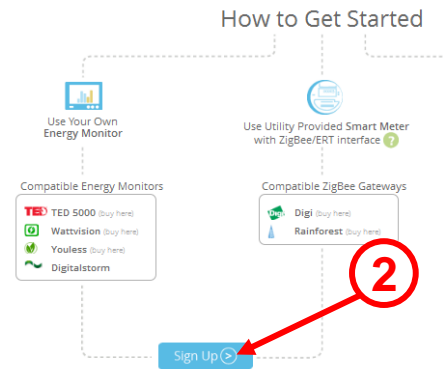 How to Get Started
Use Your Own
Energy Monitor
Use Utility Provided Smart Meter
with ZigBee/ERT interface ?
Compatible Energy Monitors
TED TED 5000 (buy here)
Wattvision (buy here)
Youless (buy here)
Digitalstorm
Compatible ZigBee Gateways
Digi Digi (buy here)
Rainforest (buy here)
2
Sign Up >